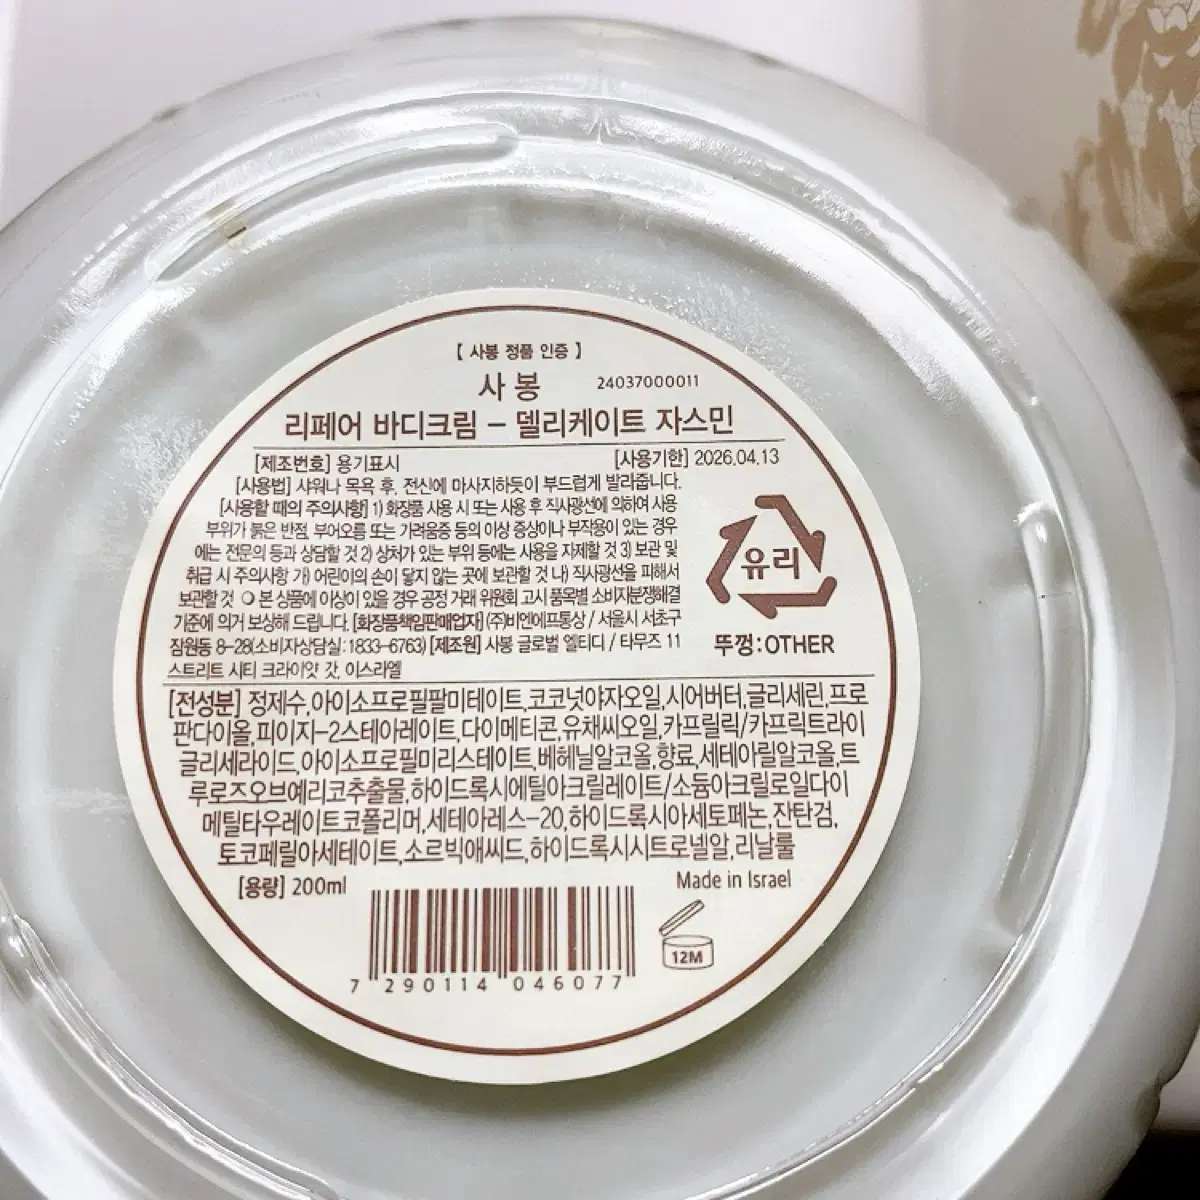 【 사봉 정품 인증 】
사 봉 24037000011
리페어 바디크림 – 델리케이트 자스민
[제조번호] 용기표시 [사용기한] 2026.04.13
[사용법] 샤워나 목욕 후, 전신에 마사지하듯이 부드럽게 발라줍니다.
[사용할 때의 주의사항] 1) 화장품 사용 시 또는 사용 후 직사광선에 의하여 사용
부위가 붉은 반점, 부어오름 또는 가려움증 등의 이상 증상이나 부작용이 있는 경우
에는 전문의 등과 상담할 것 2) 상처가 있는 부위 등에는 사용을 자제할 것 3) 보관 및
취급 시 주의사항 가) 어린이의 손이 닿지 않는 곳에 보관할 것 나) 직사광선을 피해서
보관할 것 ○ 본 상품에 이상이 있을 경우 공정 거래 위원회 고시 품목별 소비자분쟁해결
기준에 의거 보상해 드립니다. [화장품책임판매업자] (주)비엔에프통상 / 서울시 서초구
잠원동 8-28(소비자상담실:1833-6763) [제조원] 사봉 글로벌 엘티디 / 타무즈 11
스트리트 시티 크라이앗 갓, 이스라엘
유리
뚜껑:OTHER
[전성분] 정제수,아이소프로필팔미테이트,코코넛야자오일,시어버터,글리세린,프로
판다이올,피이지-2스테아레이트,다이메티콘,유채씨오일,카프릴릭/카프릭트라이
글리세라이드,아이소프로필미리스테이트,베헤닐알코올,향료,세테아릴알코올,트
루로즈오브예리코추출물,하이드록시에틸아크릴레이트/소듐아크릴로일다이
메틸타우레이트코폴리머,세테아레스-20,하이드록시아세토페논,잔탄검,
토코페릴아세테이트,소르빅애씨드,하이드록시시트로넬알,리날룰
[용량] 200ml Made in Israel
12M
7 290114 046077